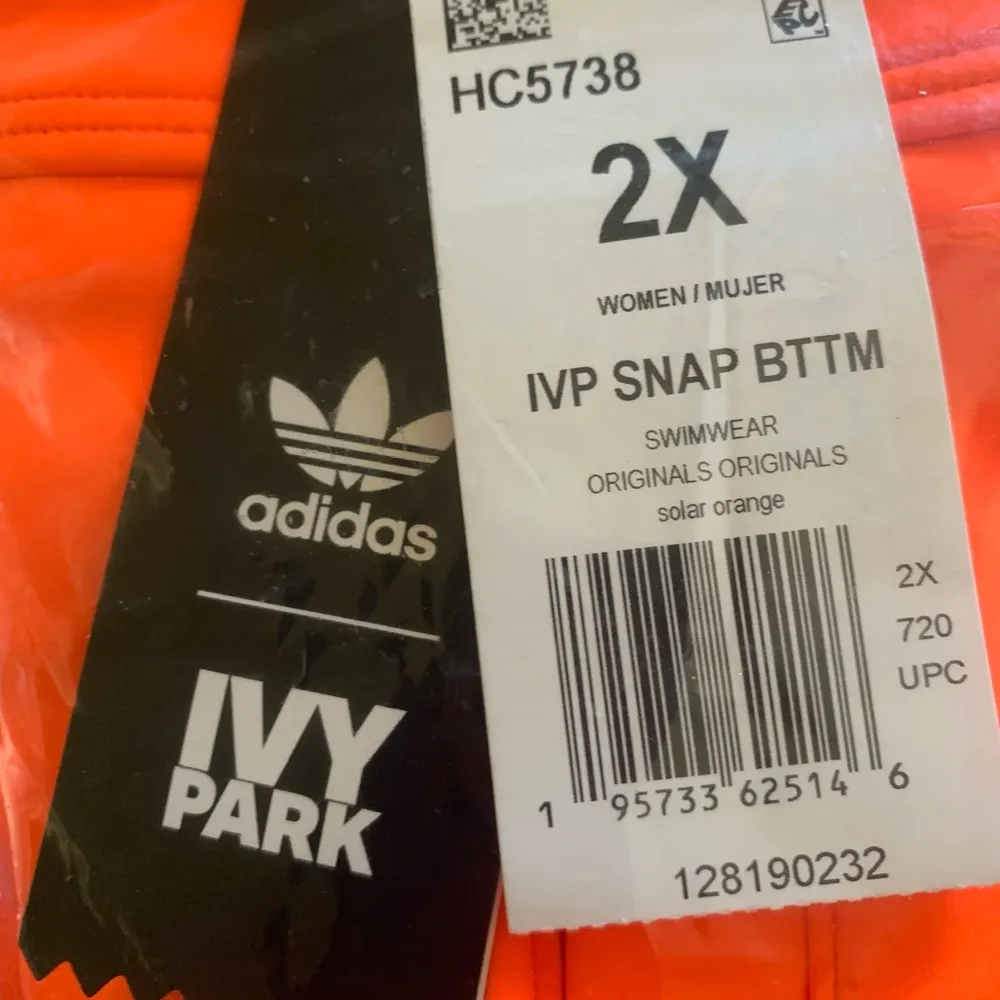 EPC
HC5738
2X
WOMEN / MUJER
IVP SNAP BTTM
SWIMWEAR
ORIGINALS ORIGINALS
solar orange
2X
720
UPC
1 95733 62514 6
128190232
adidas
IVY
PARK